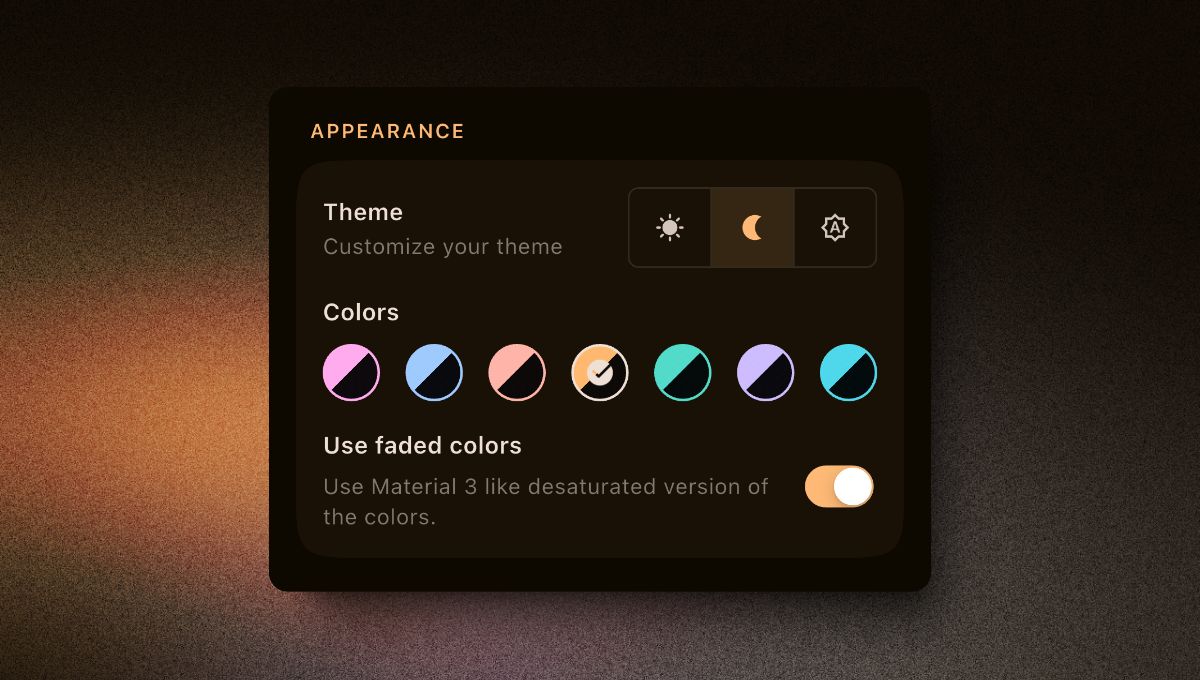 APPEARANCE
Theme
Customize your theme
A
Colors
Use faded colors
Use Material 3 like desaturated version of
the colors.